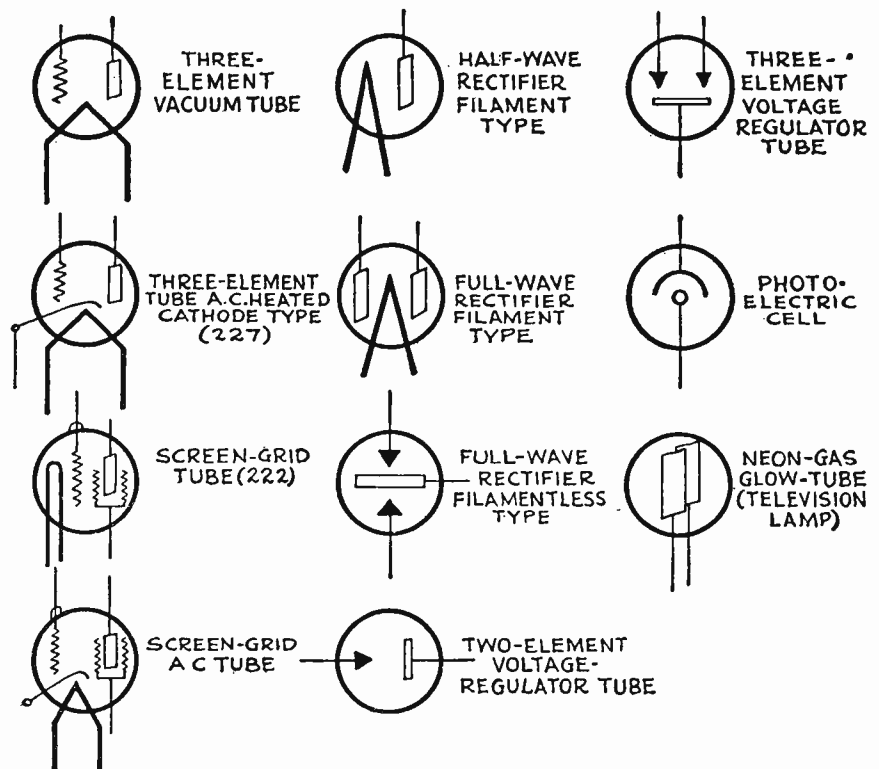 THREE-
ELEMENT
VACUUM TUBE
HALF-WAVE
RECTIFIER
FILAMENT
TYPE
THREE-
ELEMENT
VOLTAGE
REGULATOR
TUBE
THREE-ELEMENT
TUBE A.C. HEATED
CATHODE TYPE
(227)
FULL-WAVE
RECTIFIER
FILAMENT
TYPE
PHOTO-
ELECTRIC
CELL
SCREEN-GRID
TUBE (222)
FULL-WAVE
RECTIFIER
FILAMENTLESS
TYPE
NEON-GAS
GLOW-TUBE
(TELEVISION
LAMP)
SCREEN-GRID
A C TUBE
TWO-ELEMENT
VOLTAGE-
REGULATOR TUBE